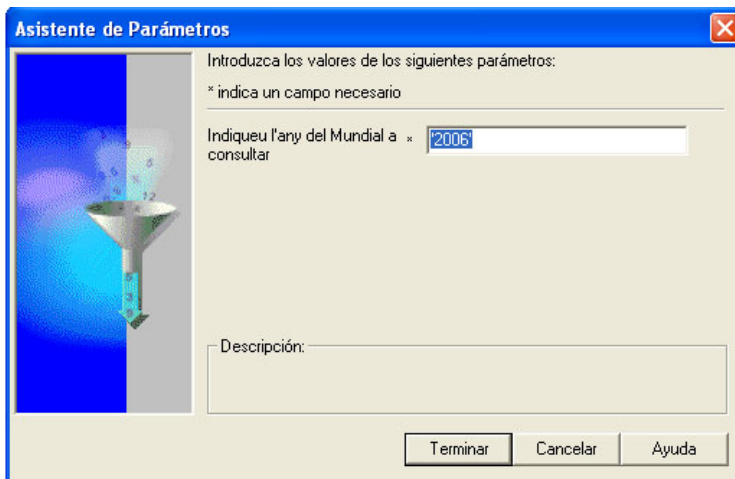 Asistente de Parámetros
Introduzca los valores de los siguientes parámetros:
* indica un campo necesario
Indiqueu l'any del Mundial a * '2006'
consultar
Descripción:
Terminar Cancelar Ayuda